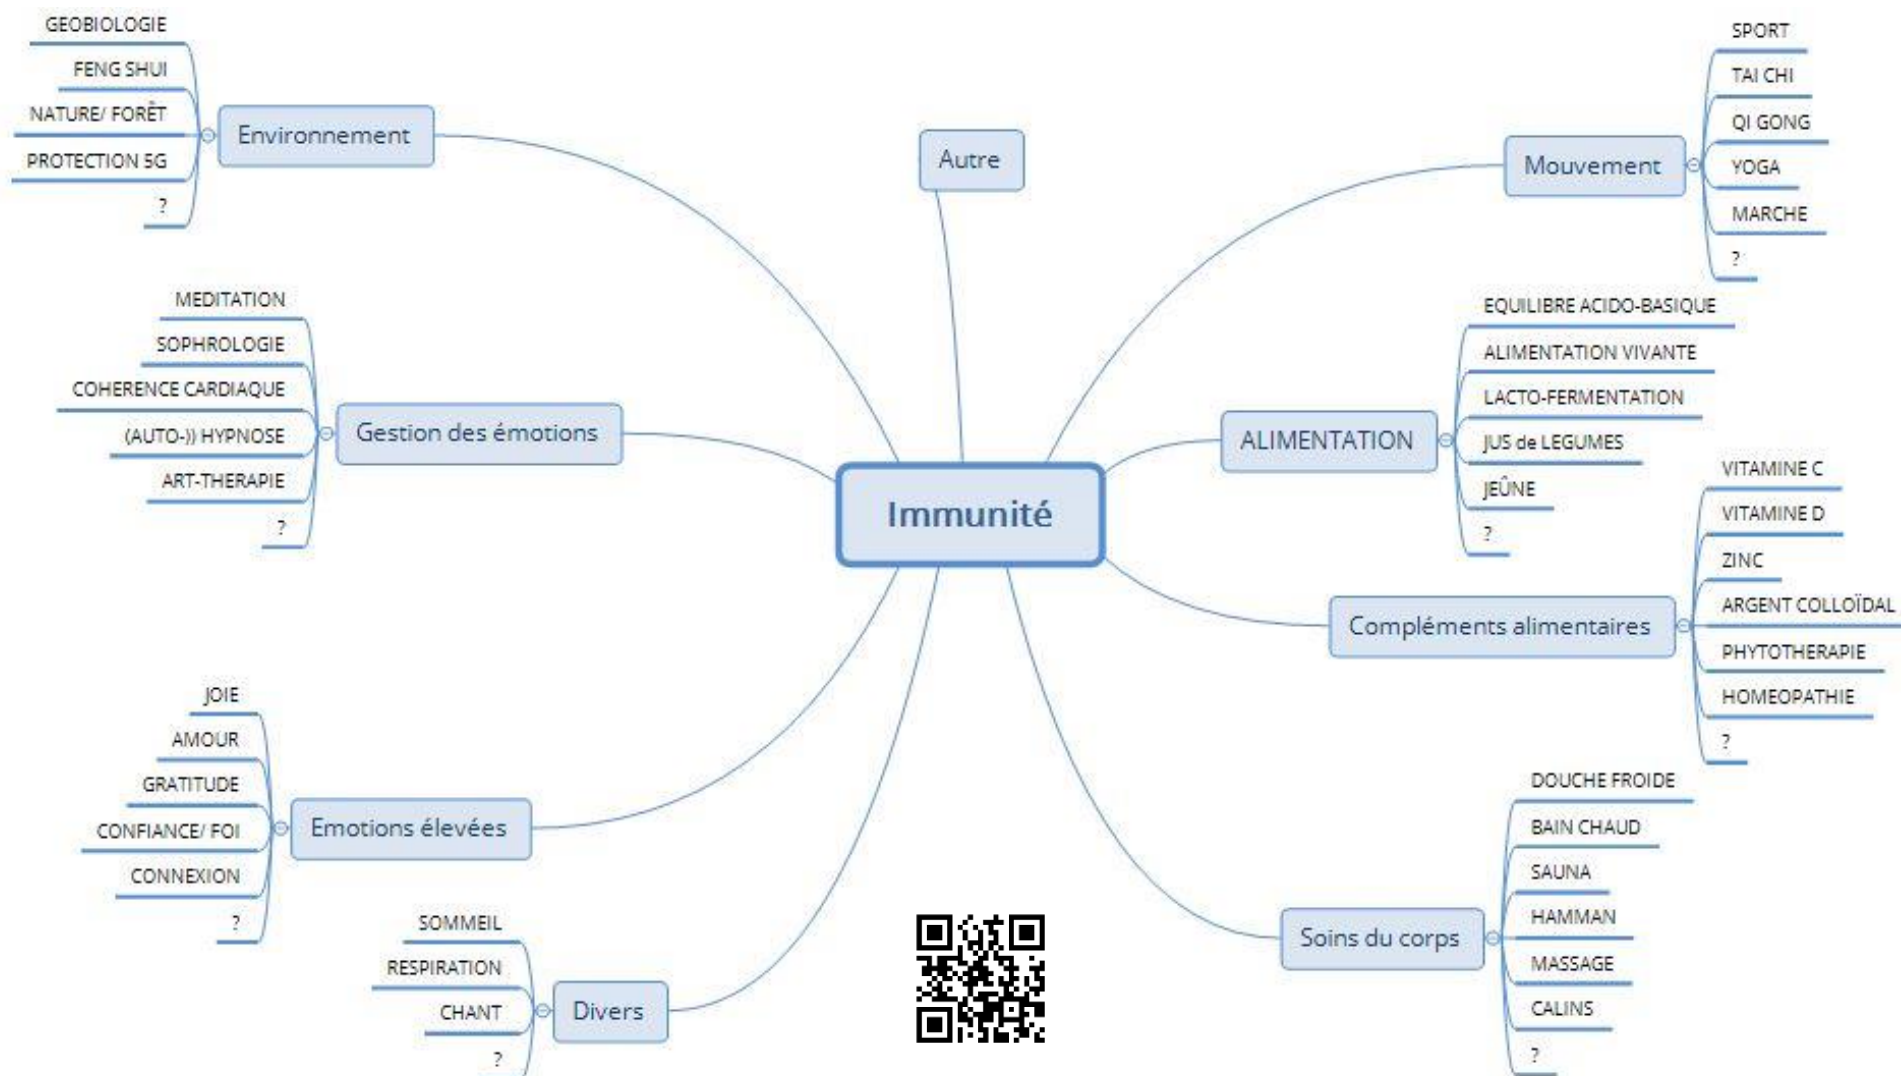 Immunité
Autre
Environnement
GEOBIOLOGIE
FENG SHUI
NATURE/ FORÊT
PROTECTION 5G
?
Gestion des émotions
MEDITATION
SOPHROLOGIE
COHERENCE CARDIAQUE
(AUTO-)) HYPNOSE
ART-THERAPIE
?
Emotions élevées
JOIE
AMOUR
GRATITUDE
CONFIANCE/ FOI
CONNEXION
?
Divers
SOMMEIL
RESPIRATION
CHANT
?
Mouvement
SPORT
TAI CHI
QI GONG
YOGA
MARCHE
?
ALIMENTATION
EQUILIBRE ACIDO-BASIQUE
ALIMENTATION VIVANTE
LACTO-FERMENTATION
JUS de LEGUMES
JEÛNE
?
Compléments alimentaires
VITAMINE C
VITAMINE D
ZINC
ARGENT COLLOÏDAL
PHYTOTHERAPIE
HOMEOPATHIE
?
Soins du corps
DOUCHE FROIDE
BAIN CHAUD
SAUNA
HAMMAN
MASSAGE
CALINS
?